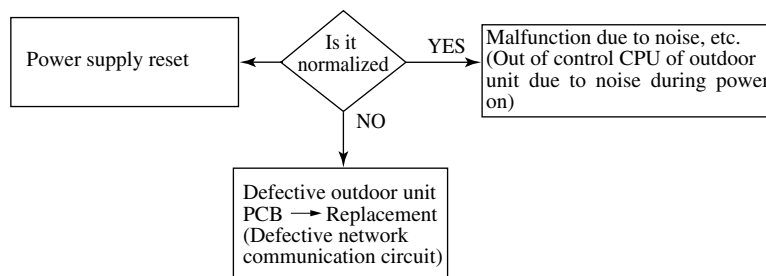 Power supply reset
Is it
normalized
YES
Malfunction due to noise, etc.
(Out of control CPU of outdoor
unit due to noise during power
on)
NO
Defective outdoor unit
PCB → Replacement
(Defective network
communication circuit)